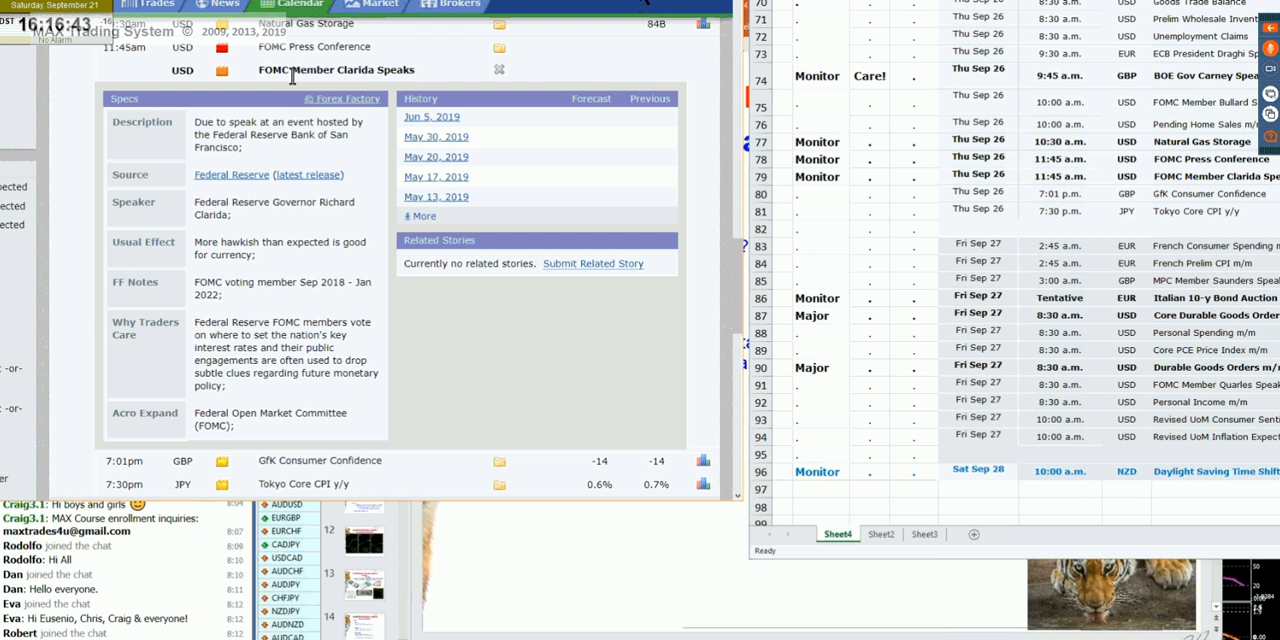 Saturday, September 21
Trades
News
Calendar
Market
Brokers
DST
16:16:43
No Alarm
MAX Trading System © 2009, 2013, 2019
USD Natural Gas Storage 84B
11:45am USD FOMC Press Conference
USD FOMC Member Clarida Speaks
Specs © Forex Factory
Description Due to speak at an event hosted by the Federal Reserve Bank of San Francisco;
Source Federal Reserve (latest release)
Speaker Federal Reserve Governor Richard Clarida;
Usual Effect More hawkish than expected is good for currency;
FF Notes FOMC voting member Sep 2018 - Jan 2022;
Why Traders Care Federal Reserve FOMC members vote on where to set the nation's key interest rates and their public engagements are often used to drop subtle clues regarding future monetary policy;
Acro Expand Federal Open Market Committee (FOMC);
History Forecast Previous
Jun 5, 2019
May 30, 2019
May 20, 2019
May 17, 2019
May 13, 2019
More
Related Stories
Currently no related stories. Submit Related Story
7:01pm GBP GfK Consumer Confidence -14 -14
7:30pm JPY Tokyo Core CPI y/y 0.6% 0.7%
pected
ected
ected
-or-
-or-
er
Craig3.1: Hi boys and girls 8:04
Craig3.1: MAX Course enrollment inquiries:
maxtrades4u@gmail.com 8:07
Rodolfo joined the chat 8:09
Rodolfo: Hi All 8:10
Dan joined the chat 8:10
Dan: Hello everyone. 8:11
Eva joined the chat 8:12
Eva: Hi Eusenio, Chris, Craig & everyone! 8:12
Robert joined the chat 8:12
AUDUSD
EURGBP
EURCHF
CADJPY
USDCAD
AUDCHF
AUDJPY
CHFJPY
NZDJPY
AUDNZD
AUDCAD
12
13
14
70 8:30 a.m. USD Goods Trade Balance
71 Thu Sep 26 8:30 a.m. USD Prelim Wholesale Invent
72 Thu Sep 26 8:30 a.m. USD Unemployment Claims
73 Thu Sep 26 9:30 a.m. EUR ECB President Draghi Sp
74 Monitor Care! . Thu Sep 26 9:45 a.m. GBP BOE Gov Carney Spea
75 Thu Sep 26 10:00 a.m. USD FOMC Member Bullard S
76 Thu Sep 26 10:00 a.m. USD Pending Home Sales m/
77 Monitor . . Thu Sep 26 10:30 a.m. USD Natural Gas Storage
78 Monitor . . Thu Sep 26 11:45 a.m. USD FOMC Press Conference
79 Monitor . . Thu Sep 26 11:45 a.m. USD FOMC Member Clarida Spe
80 Thu Sep 26 7:01 p.m. GBP GfK Consumer Confidence
81 Thu Sep 26 7:30 p.m. JPY Tokyo Core CPI y/y
82
83 Fri Sep 27 2:45 a.m. EUR French Consumer Spending
84 Fri Sep 27 2:45 a.m. EUR French Prelim CPI m/m
85 Fri Sep 27 3:00 a.m. GBP MPC Member Saunders Spea
86 Monitor . . Fri Sep 27 Tentative EUR Italian 10-y Bond Auction
87 Major . . Fri Sep 27 8:30 a.m. USD Core Durable Goods Orders m/
88 Fri Sep 27 8:30 a.m. USD Personal Spending m/m
89 Fri Sep 27 8:30 a.m. USD Core PCE Price Index m/m
90 Major . . Fri Sep 27 8:30 a.m. USD Durable Goods Orders m/
91 Fri Sep 27 8:30 a.m. USD FOMC Member Quarles Speaks
92 Fri Sep 27 8:30 a.m. USD Personal Income m/m
93 Fri Sep 27 10:00 a.m. USD Revised UoM Consumer Senti
94 Fri Sep 27 10:00 a.m. USD Revised UoM Inflation Expect
95
96 Monitor . . Sat Sep 28 10:00 a.m. NZD Daylight Saving Time Shift
97
98
99
Sheet4 Sheet2 Sheet3
Ready